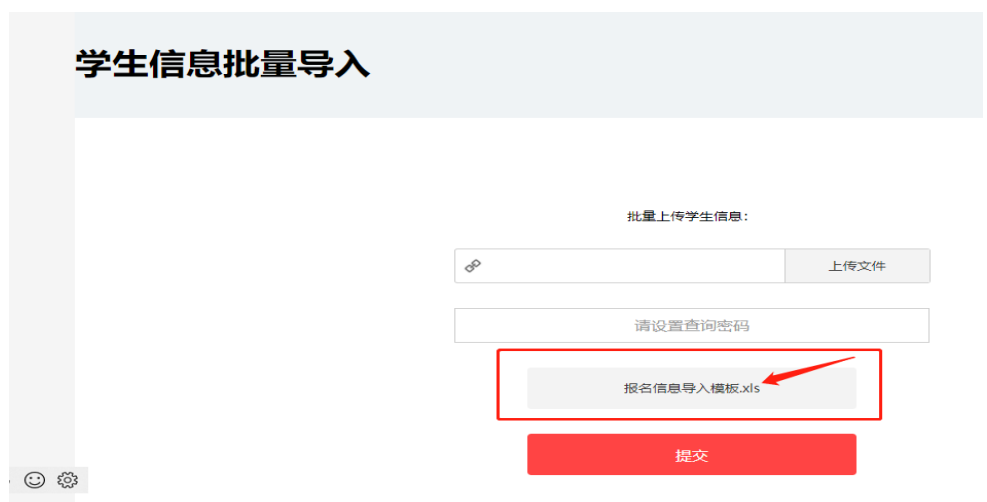 学生信息批量导入
批量上传学生信息：
上传文件
请设置查询密码
报名信息导入模板.xls
提交